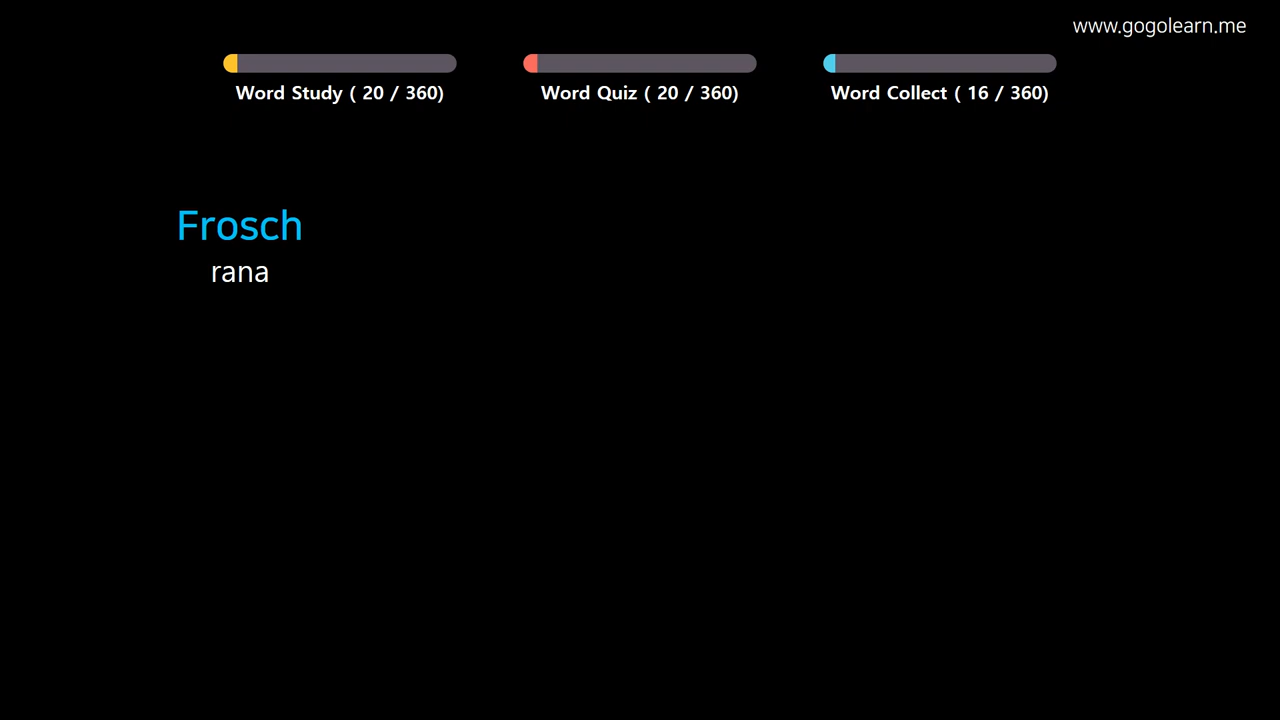 www.gogolearn.me
Word Study ( 20 / 360)
Word Quiz ( 20 / 360)
Word Collect ( 16 / 360)
Frosch
rana